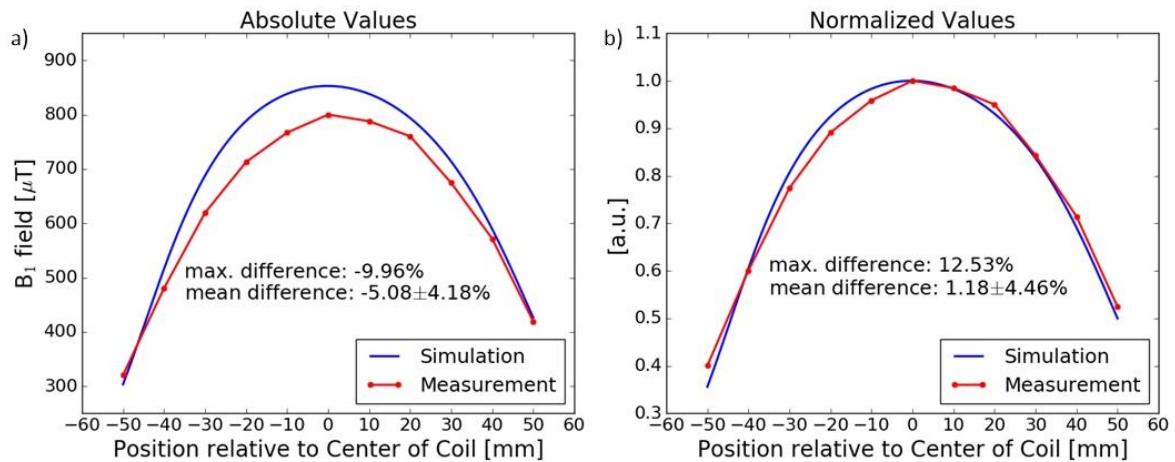 Absolute Values
a)
950
900
800
700
600
500
400
300
B₁ field [μT]
max. difference: -9.96%
mean difference: -5.08±4.18%
Simulation
Measurement
−60 −50 −40 −30 −20 −10 0 10 20 30 40 50 60
Position relative to Center of Coil [mm]
Normalized Values
b)
1.1
1.0
0.9
0.8
0.7
0.6
0.5
0.4
0.3
[a.u.]
max. difference: 12.53%
mean difference: 1.18±4.46%
Simulation
Measurement
−60 −50 −40 −30 −20 −10 0 10 20 30 40 50 60
Position relative to Center of Coil [mm]